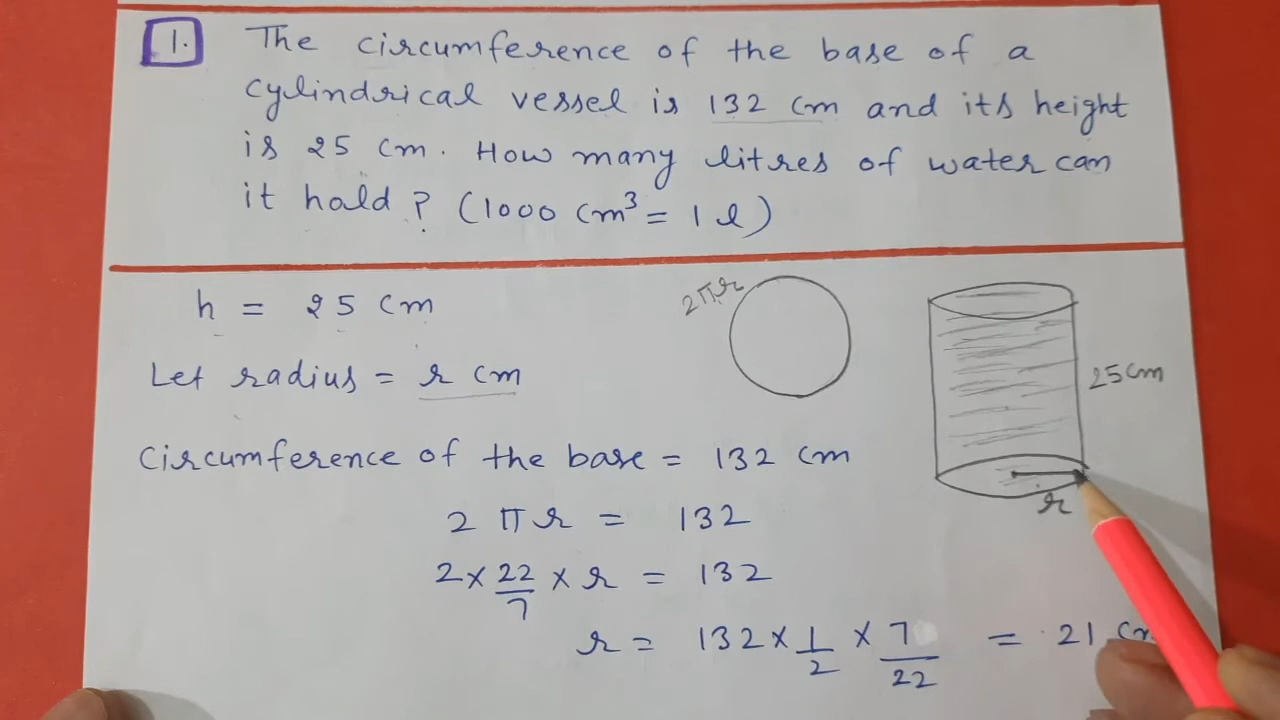 1. The circumference of the base of a
cylindrical vessel is 132 cm and its height
is 25 cm. How many litres of water can
it hald? (1000 cm³ = 1 l)
h = 25 cm
2πr
25cm
Let radius = r cm
Circumference of the base = 132 cm
r
2πr = 132
2 × 22/7 × r = 132
r = 132 × 1/2 × 7/22 = 21 cm